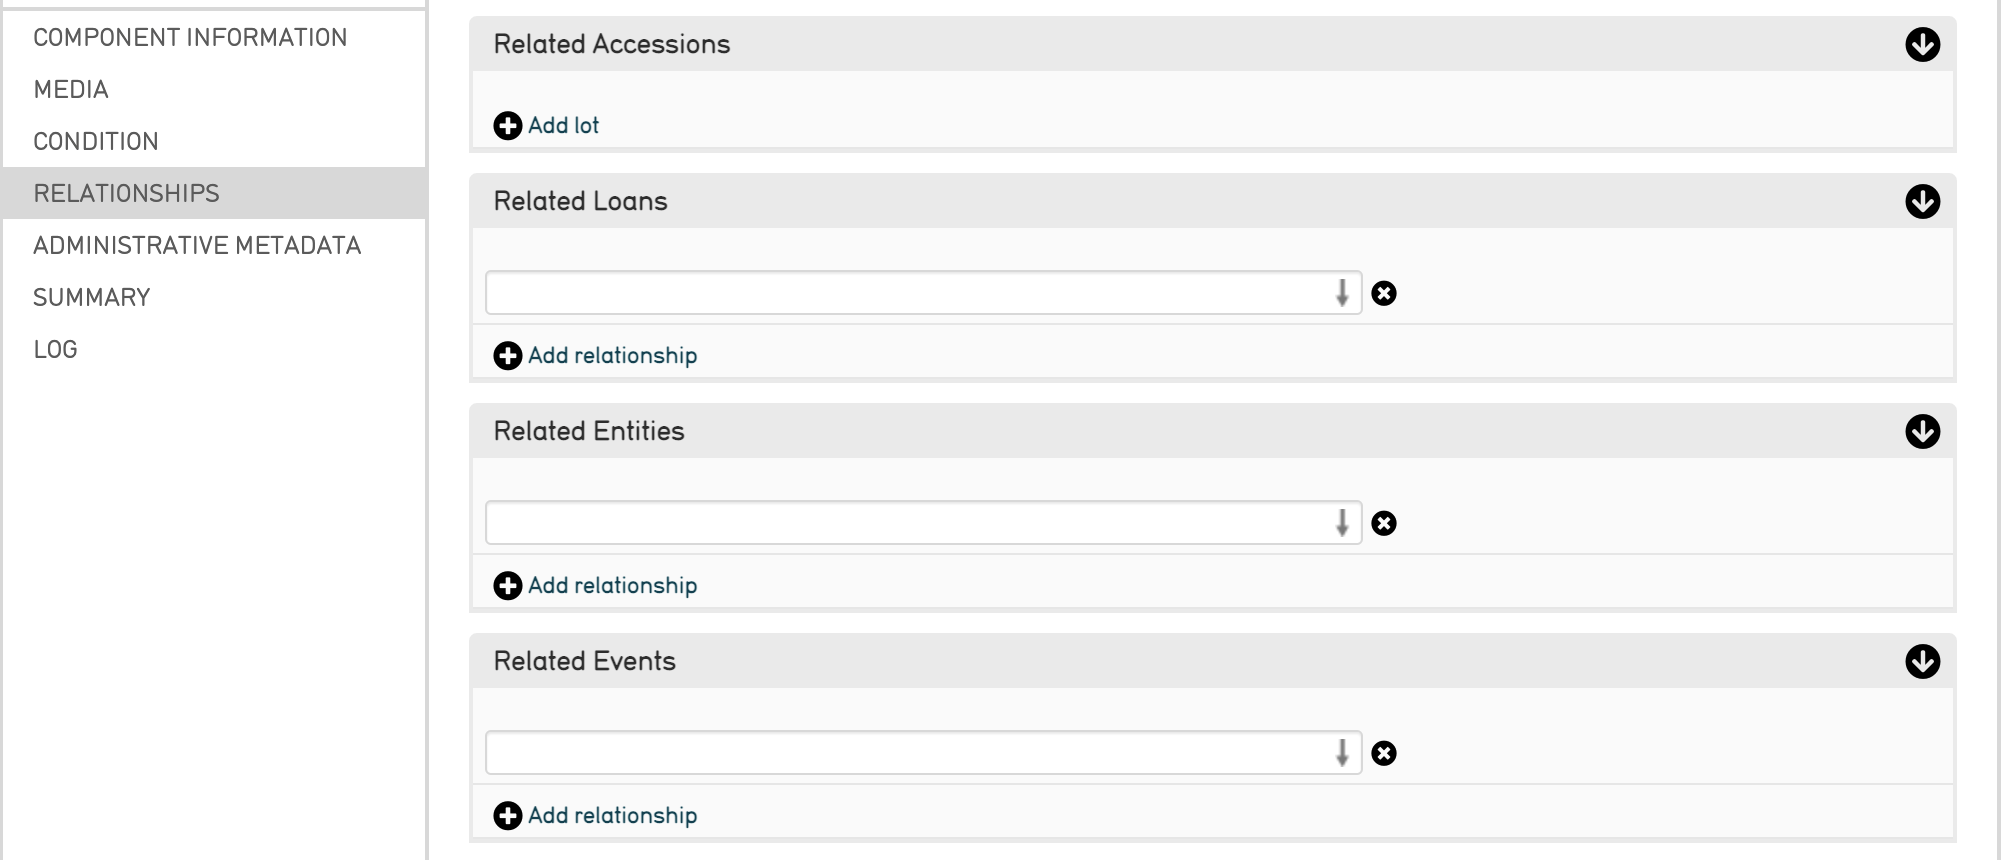 COMPONENT INFORMATION
MEDIA
CONDITION
RELATIONSHIPS
ADMINISTRATIVE METADATA
SUMMARY
LOG
Related Accessions
Add lot
Related Loans
Add relationship
Related Entities
Add relationship
Related Events
Add relationship